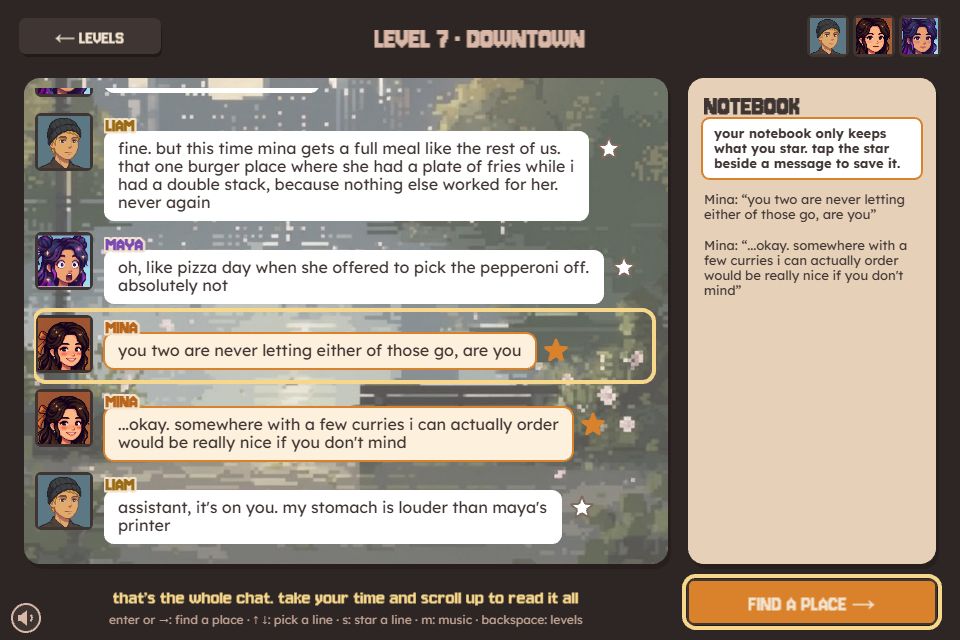 ← LEVELS
LEVEL 7 · DOWNTOWN
LIAM
fine. but this time mina gets a full meal like the rest of us.
that one burger place where she had a plate of fries while i
had a double stack, because nothing else worked for her.
never again
MAYA
oh, like pizza day when she offered to pick the pepperoni off.
absolutely not
MINA
you two are never letting either of those go, are you
MINA
...okay. somewhere with a few curries i can actually order
would be really nice if you don't mind
LIAM
assistant, it's on you. my stomach is louder than maya's
printer
NOTEBOOK
your notebook only keeps
what you star. tap the star
beside a message to save it.
Mina: “you two are never letting
either of those go, are you”
Mina: “...okay. somewhere with a
few curries i can actually order
would be really nice if you don't
mind”
that's the whole chat. take your time and scroll up to read it all
enter or →: find a place · ↑ ↓: pick a line · s: star a line · m: music · backspace: levels
FIND A PLACE →